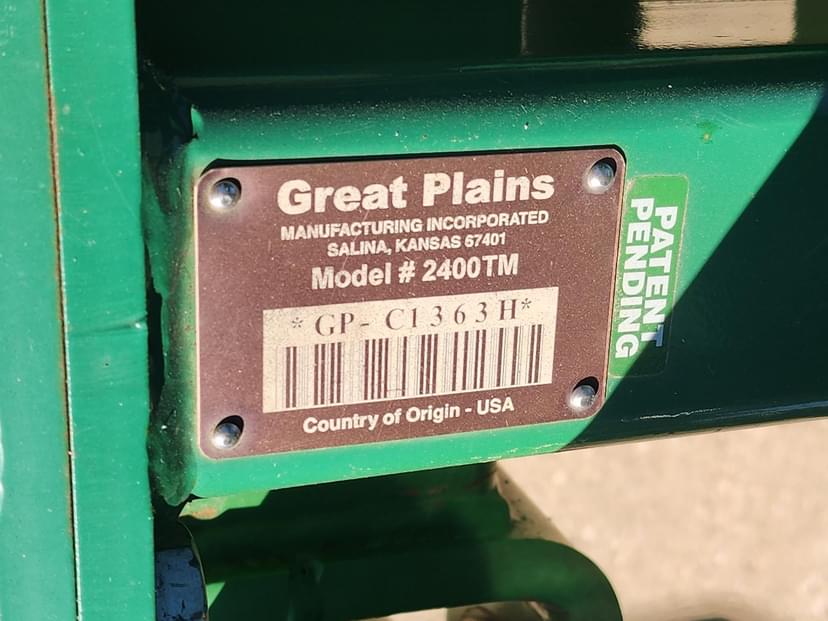 Great Plains
MANUFACTURING INCORPORATED
SALINA, KANSAS 67401
Model # 2400TM
*GP- C1363H*
Country of Origin - USA
PATENT
PENDING